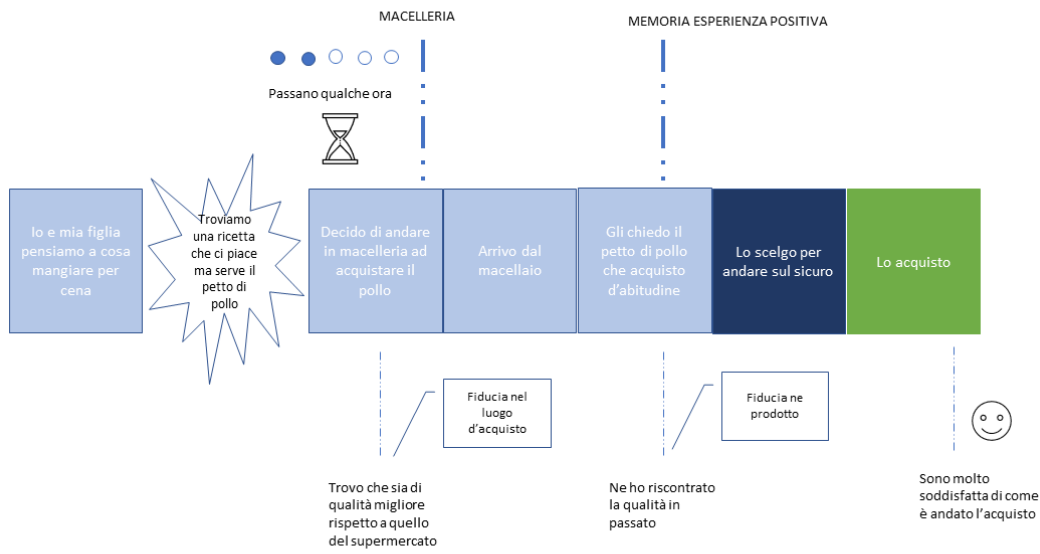 MACELLERIA
MEMORIA ESPERIENZA POSITIVA
Passano qualche ora
Io e mia figlia
pensiamo a cosa
mangiare per
cena
Troviamo
una ricetta
che ci piace
ma serve il
petto di
pollo
Decido di andare
in macelleria ad
acquistare il
pollo
Arrivo dal
macellaio
Gli chiedo il
petto di pollo
che acquisto
d'abitudine
Lo scelgo per
andare sul sicuro
Lo acquisto
Fiducia nel
luogo
d'acquisto
Fiducia ne
prodotto
Trovo che sia di
qualità migliore
rispetto a quello
del supermercato
Ne ho riscontrato
la qualità in
passato
Sono molto
soddisfatta di come
è andato l'acquisto